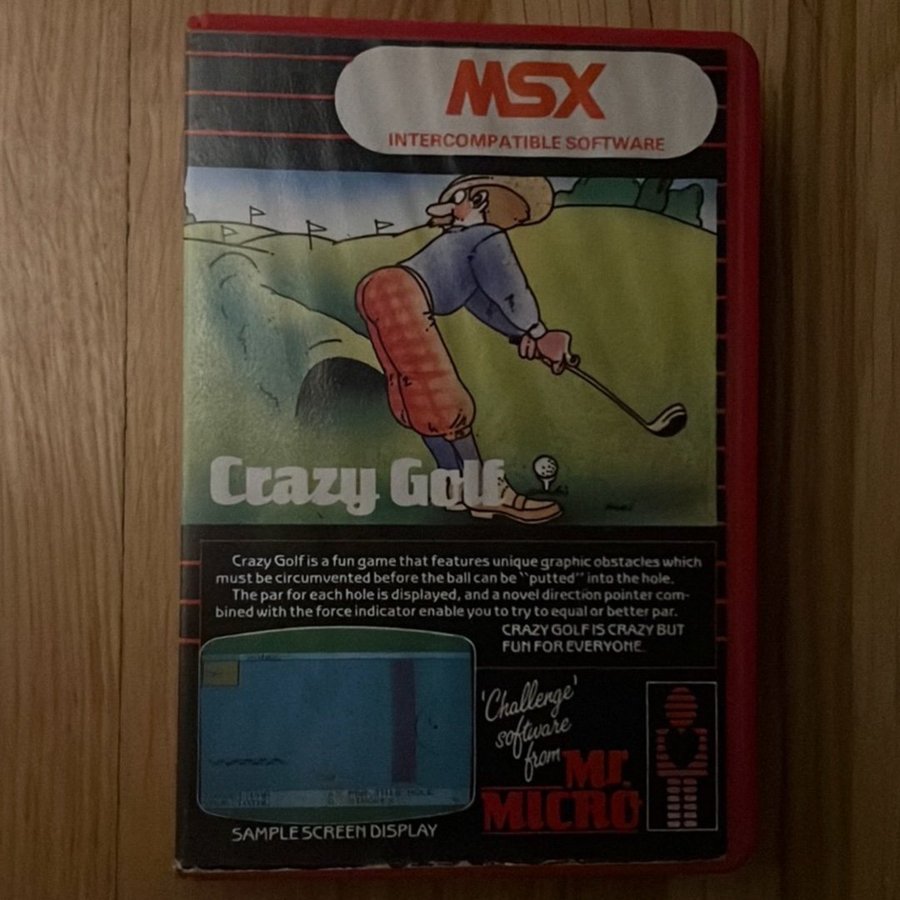 MSX
INTERCOMPATIBLE SOFTWARE
Crazy Golf
Crazy Golf is a fun game that features unique graphic obstacles which
must be circumvented before the ball can be "putted" into the hole.
The par for each hole is displayed, and a novel direction pointer com-
bined with the force indicator enable you to try to equal or better par.
CRAZY GOLF IS CRAZY BUT
FUN FOR EVERYONE.
'Challenge'
software
from
Mr.
MICRO
SAMPLE SCREEN DISPLAY